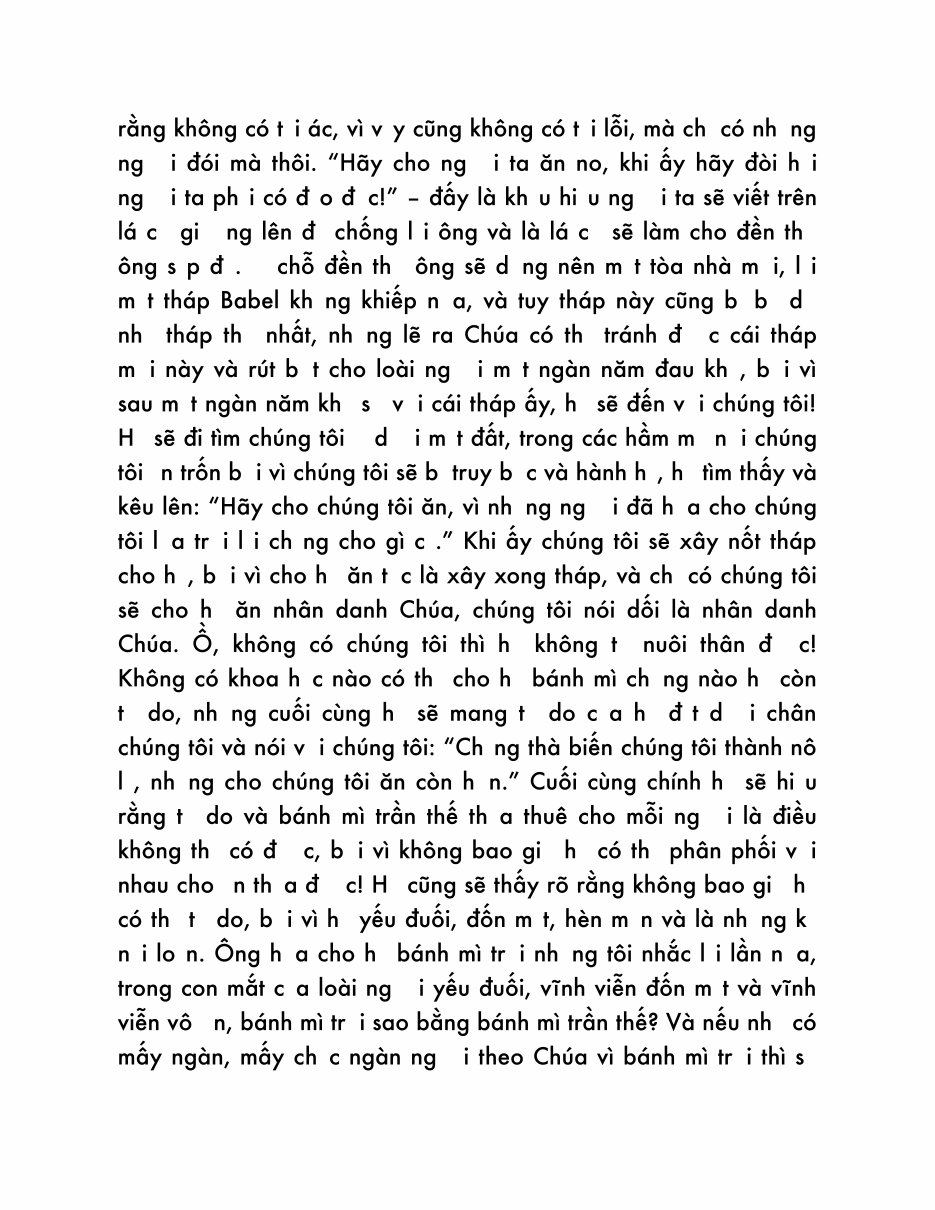 rằng không có t i ác, vì v y cũng không có t i lỗi, mà ch có nh ng
ng i đói mà thôi. “Hãy cho ng i ta ăn no, khi ấy hãy đòi h i
ng i ta ph i có đ o đ c!” – đấy là kh u hi u ng i ta sẽ viết trên
lá c gi ng lên đ chống l i ông và là lá c sẽ làm cho đền th
ông s p đ . chỗ đền th ông sẽ d ng nên m t tòa nhà m i, l i
m t tháp Babel kh ng khiếp n a, và tuy tháp này cũng b b d
nh tháp th nhất, nh ng lẽ ra Chúa có th tránh đ c cái tháp
m i này và rút b t cho loài ng i m t ngàn năm đau kh , b i vì
sau m t ngàn năm kh s v i cái tháp ấy, h sẽ đến v i chúng tôi!
H sẽ đi tìm chúng tôi d i m t đất, trong các hầm m n i chúng
tôi n trốn b i vì chúng tôi sẽ b truy b c và hành h , h tìm thấy và
kêu lên: “Hãy cho chúng tôi ăn, vì nh ng ng i đã h a cho chúng
tôi l a tr i l i ch ng cho gì c .” Khi ấy chúng tôi sẽ xây nốt tháp
cho h , b i vì cho h ăn t c là xây xong tháp, và ch có chúng tôi
sẽ cho h ăn nhân danh Chúa, chúng tôi nói dối là nhân danh
Chúa. Ồ, không có chúng tôi thì h không t nuôi thân đ c!
Không có khoa h c nào có th cho h bánh mì ch ng nào h còn
t do, nh ng cuối cùng h sẽ mang t do c a h đ t d i chân
chúng tôi và nói v i chúng tôi: “Ch ng thà biến chúng tôi thành nô
l , nh ng cho chúng tôi ăn còn h n.” Cuối cùng chính h sẽ hi u
rằng t do và bánh mì trần thế th a thuê cho mỗi ng i là điều
không th có đ c, b i vì không bao gi h có th phân phối v i
nhau cho n th a đ c! H cũng sẽ thấy rõ rằng không bao gi h
có th t do, b i vì h yếu đuối, đốn m t, hèn m n và là nh ng k
n i lo n. Ông h a cho h bánh mì tr i nh ng tôi nhắc l i lần n a,
trong con mắt c a loài ng i yếu đuối, vĩnh viễn đốn m t và vĩnh
viễn vô n, bánh mì tr i sao bằng bánh mì trần thế? Và nếu nh có
mấy ngàn, mấy ch c ngàn ng i theo Chúa vì bánh mì tr i thì s